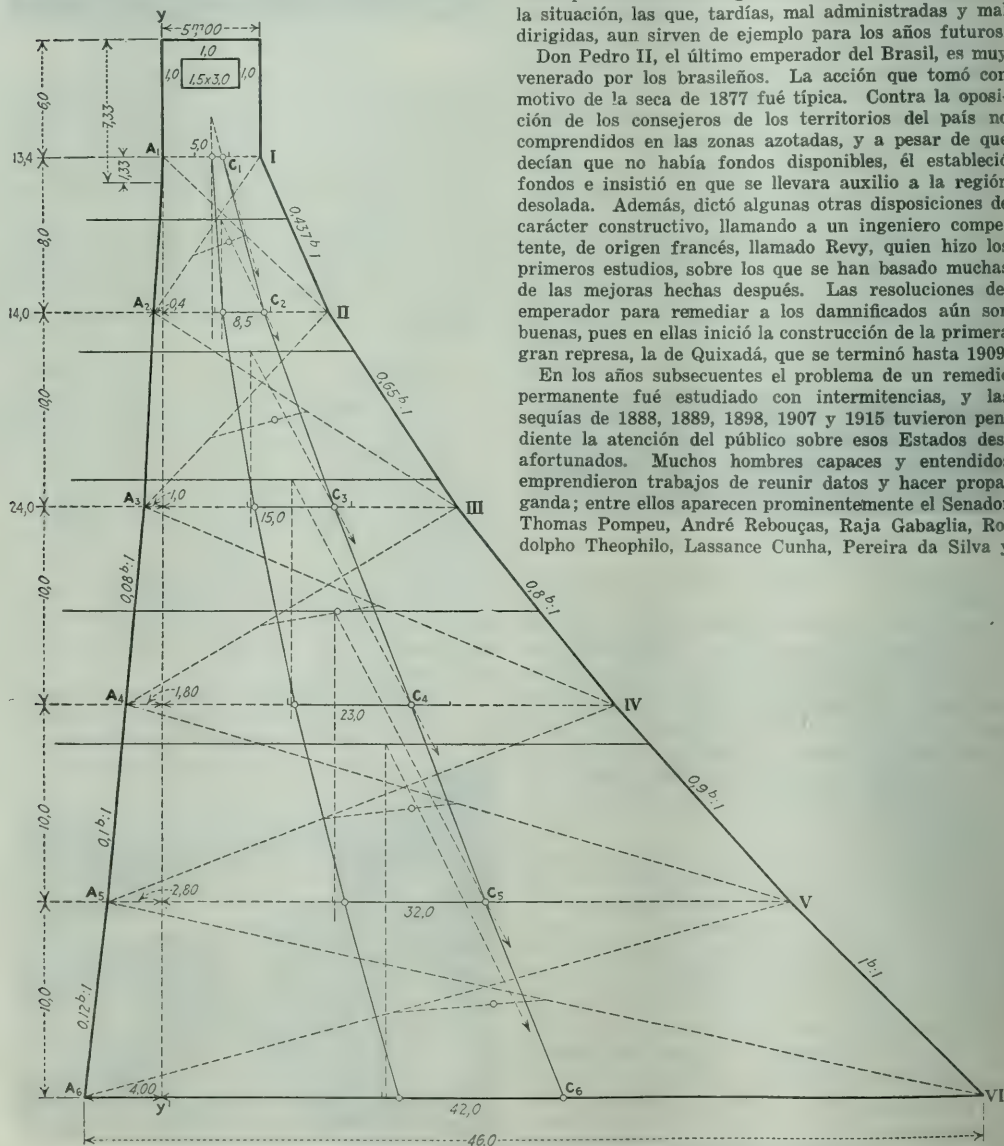 la situación, las que, tardías, mal administradas y mal
dirigidas, aun sirven de ejemplo para los años futuros
Don Pedro II, el último emperador del Brasil, es muy
venerado por los brasileños. La acción que tomó con
motivo de la seca de 1877 fué típica. Contra la oposi-
ción de los consejeros de los territorios del país no
comprendidos en las zonas azotadas, y a pesar de que
decían que no había fondos disponibles, él estableció
fondos e insistió en que se llevara auxilio a la región
desolada. Además, dictó algunas otras disposiciones de
carácter constructivo, llamando a un ingeniero compe-
tente, de origen francés, llamado Revy, quien hizo los
primeros estudios, sobre los que se han basado muchas
de las mejoras hechas después. Las resoluciones del
emperador para remediar a los damnificados aún son
buenas, pues en ellas inició la construcción de la primera
gran represa, la de Quixadá, que se terminó hasta 1909
En los años subsecuentes el problema de un remedio
permanente fué estudiado con intermitencias, y las
sequías de 1888, 1889, 1898, 1907 y 1915 tuvieron pen-
diente la atención del público sobre esos Estados des-
afortunados. Muchos hombres capaces y entendidos
emprendieron trabajos de reunir datos y hacer propa-
ganda; entre ellos aparecen prominentemente el Senador
Thomas Pompeu, André Rebouças, Raja Gabaglia, Ro-
dolpho Theophilo, Lassance Cunha, Pereira da Silva y
y
5m,00
1,0
1,0 1,5x3,0 1,0
6,0
7,33
1,33
13,4 A1 5,0 C1 I
8,0
0,437b:1
14,0 A2 0,4 8,5 C2 II
10,0
0,65b:1
24,0 A3 1,0 15,0 C3 III
0,08b:1
10,0
0,8b:1
A4 1,80 23,0 C4 IV
10,0
0,1b:1
0,9b:1
A5 2,80 32,0 C5 V
10,0
0,12b:1
1b:1
A6 4,00 y' 42,0 C6 VI
46,0